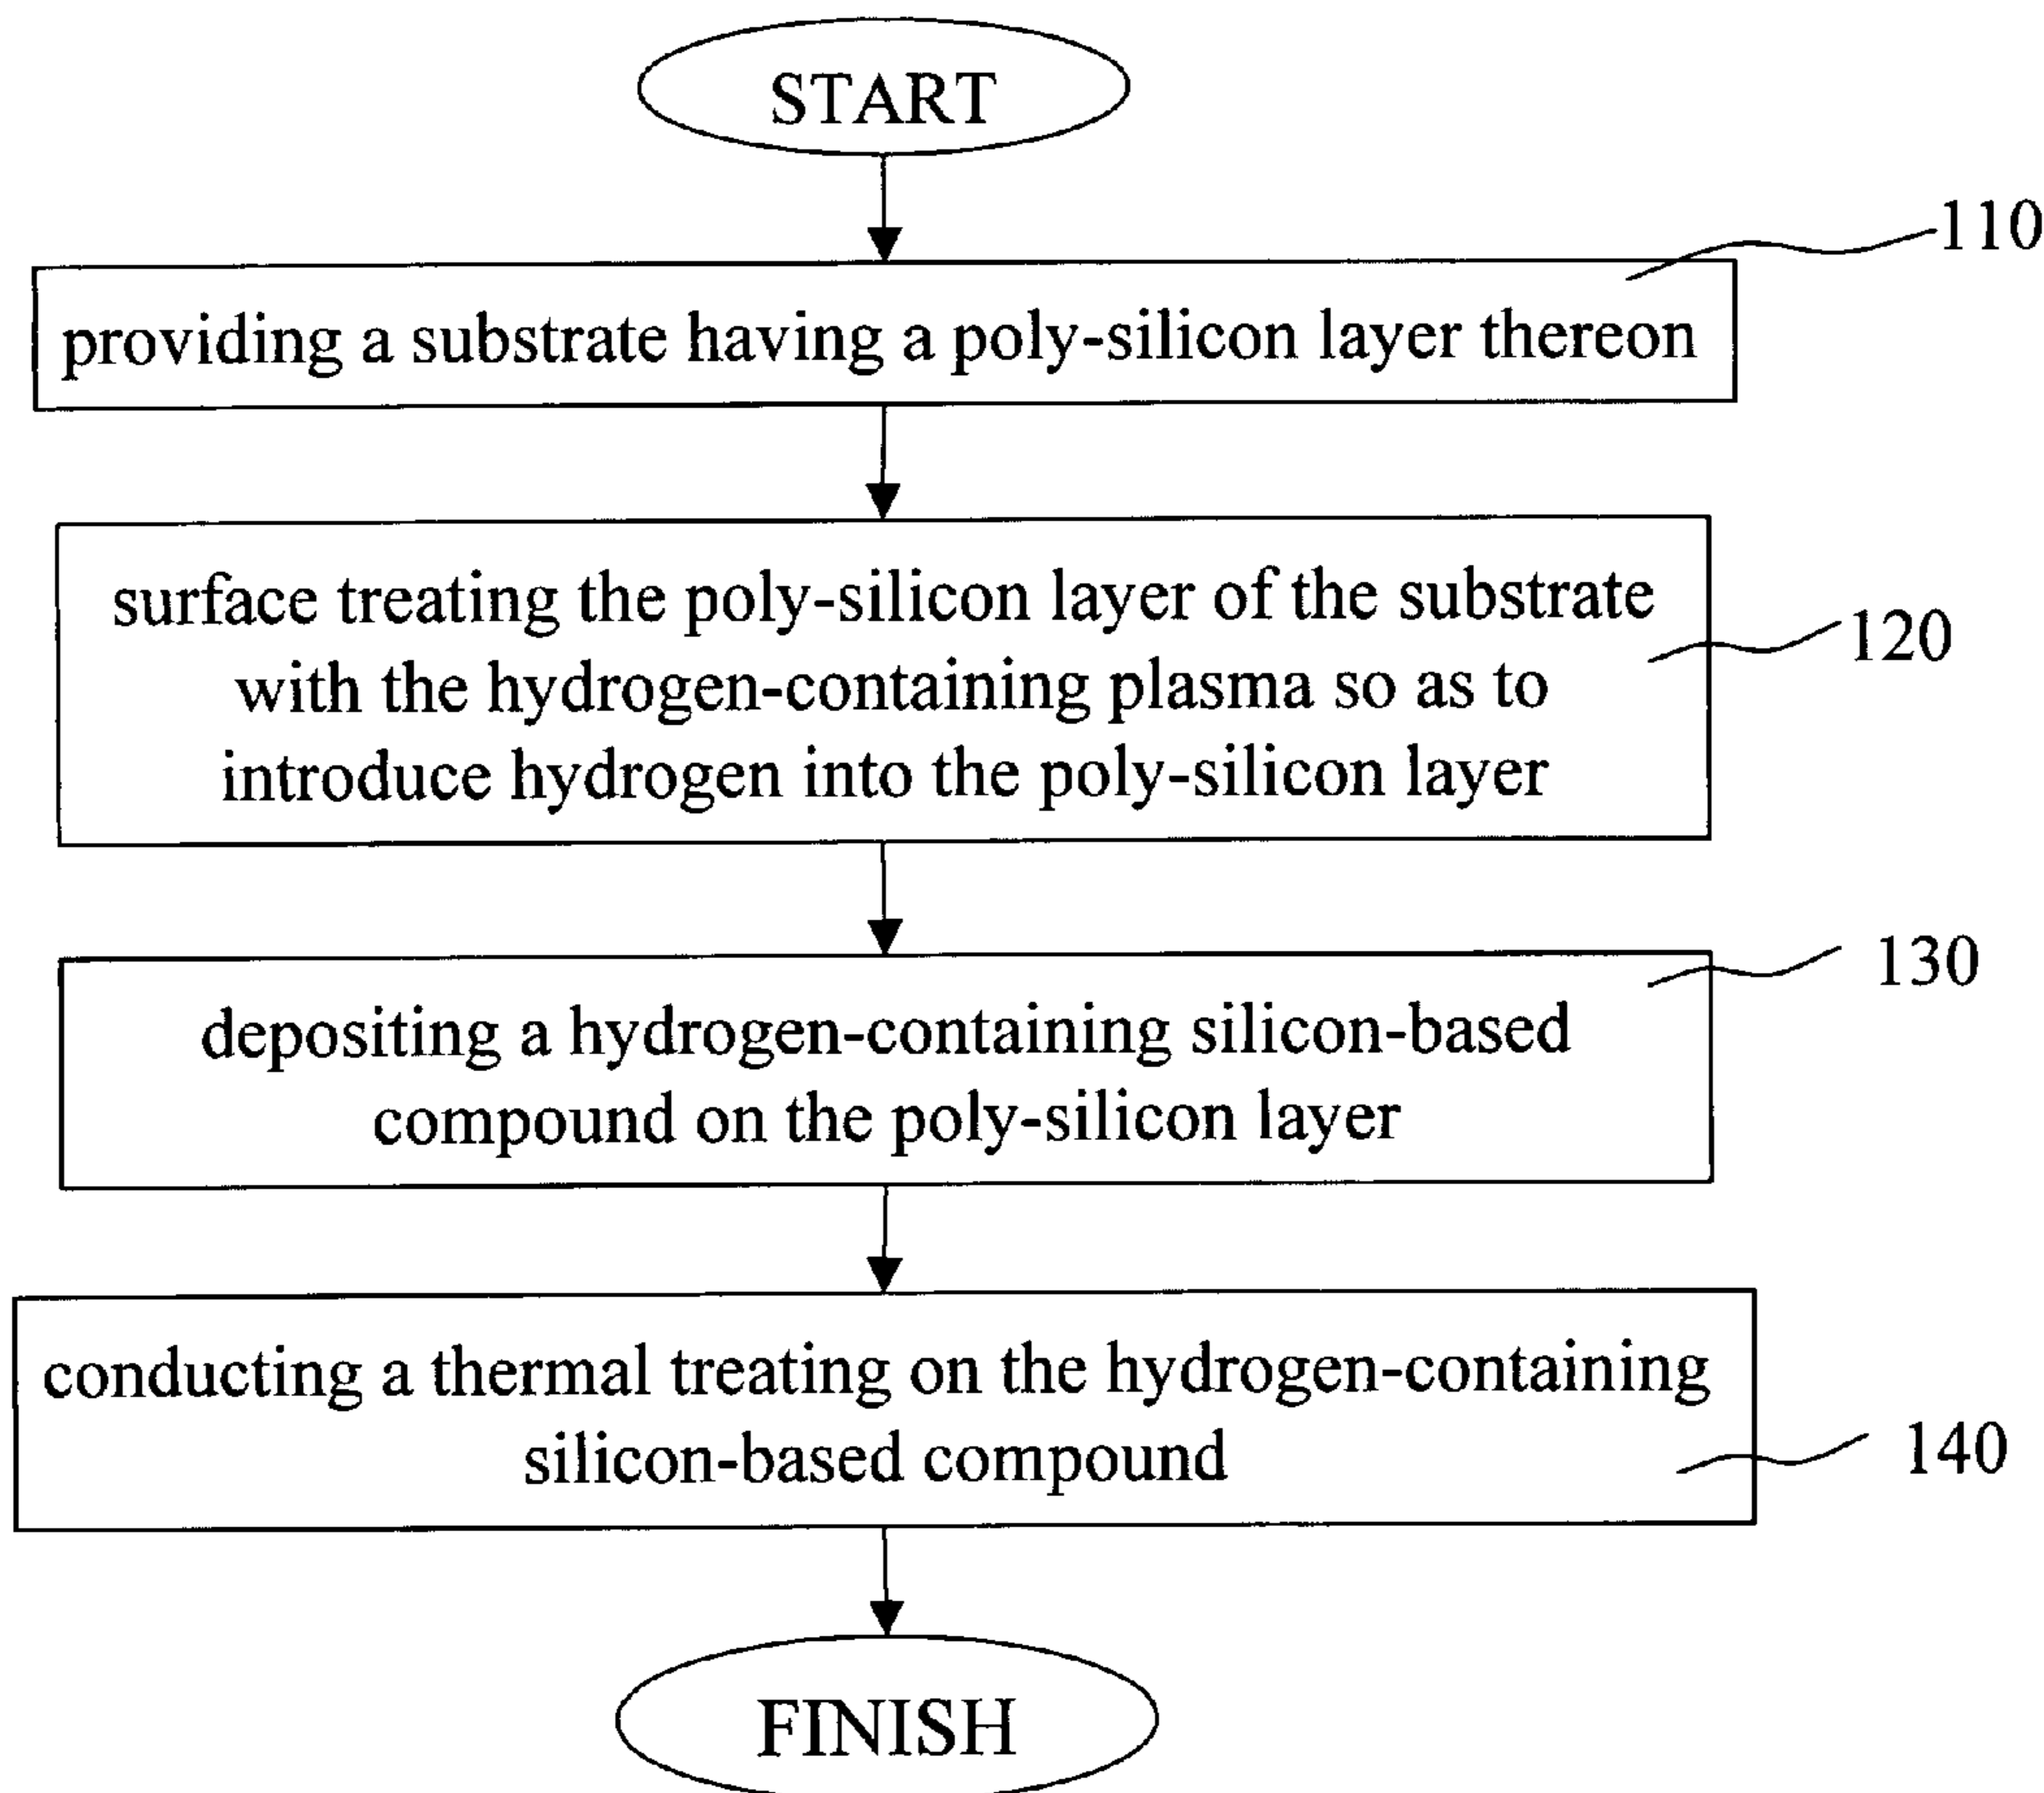 START
110
providing a substrate having a poly-silicon layer thereon
surface treating the poly-silicon layer of the substrate
with the hydrogen-containing plasma so as to
introduce hydrogen into the poly-silicon layer
120
130
depositing a hydrogen-containing silicon-based
compound on the poly-silicon layer
conducting a thermal treating on the hydrogen-containing
silicon-based compound
140
FINISH